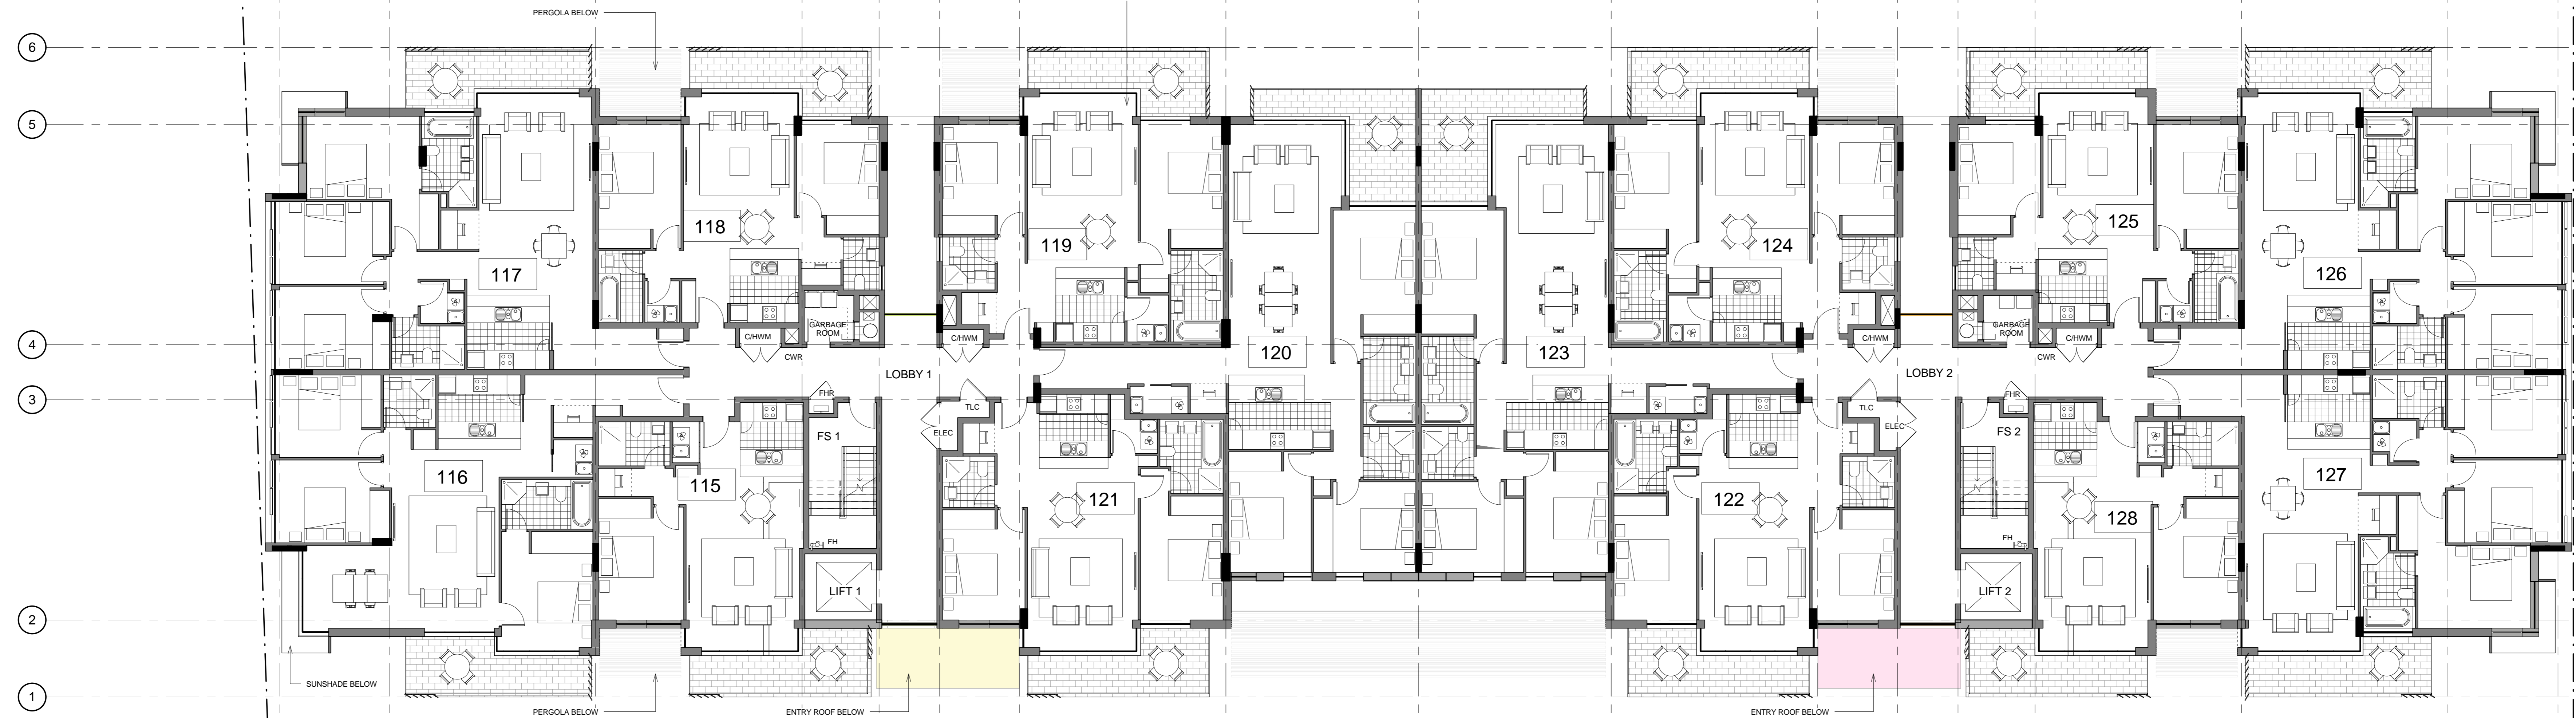 PERGOLA BELOW
6
5
117
118
119
120
123
124
125
126
GARBAGE
ROOM
C/HWM
CWR
C/HWM
C/HWM
GARBAGE
ROOM
C/HWM
CWR
4
LOBBY 1
LOBBY 2
3
FHR
TLC
ELEC
FS 1
TLC
ELEC
FHR
FS 2
116
115
121
122
128
127
FH
FH
LIFT 1
LIFT 2
2
SUNSHADE BELOW
1
PERGOLA BELOW
ENTRY ROOF BELOW
ENTRY ROOF BELOW